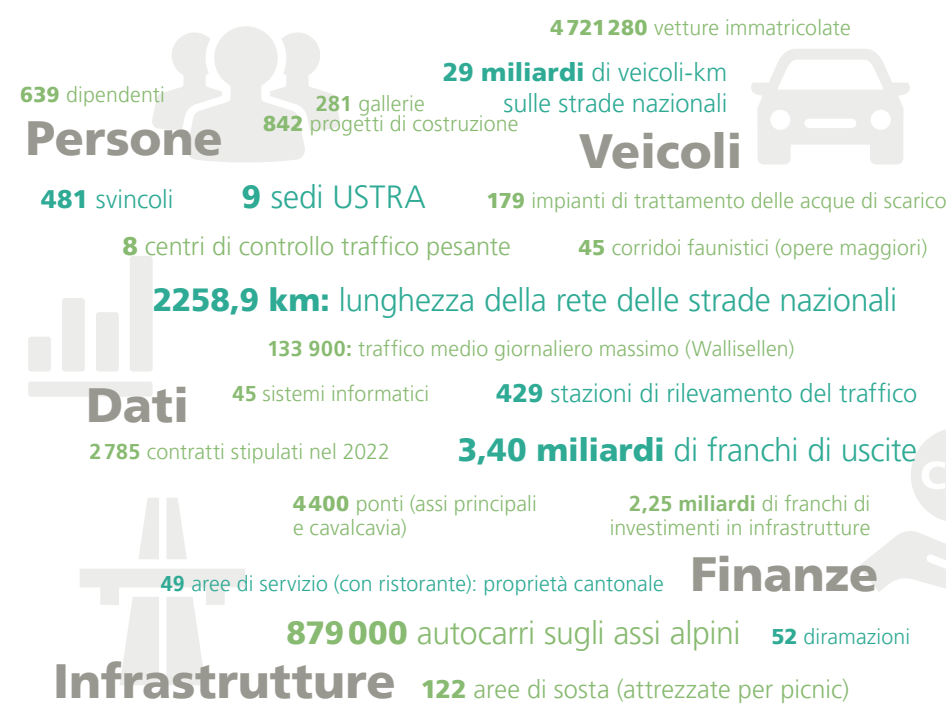 4 721 280 vetture immatricolate
29 miliardi di veicoli-km
sulle strade nazionali
639 dipendenti
281 gallerie
842 progetti di costruzione
Persone
Veicoli
481 svincoli
9 sedi USTRA
179 impianti di trattamento delle acque di scarico
8 centri di controllo traffico pesante
45 corridoi faunistici (opere maggiori)
2258,9 km: lunghezza della rete delle strade nazionali
133 900: traffico medio giornaliero massimo (Wallisellen)
Dati
45 sistemi informatici
429 stazioni di rilevamento del traffico
2 785 contratti stipulati nel 2022
3,40 miliardi di franchi di uscite
4400 ponti (assi principali
e cavalcavia)
2,25 miliardi di franchi di
investimenti in infrastrutture
49 aree di servizio (con ristorante): proprietà cantonale
Finanze
879 000 autocarri sugli assi alpini
52 diramazioni
Infrastrutture
122 aree di sosta (attrezzate per picnic)